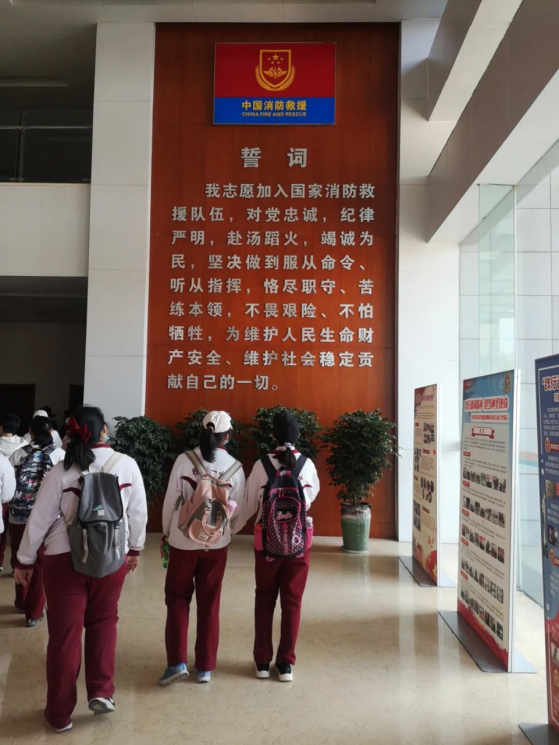 中国消防救援
CHINA FIRE AND RESCUE
誓词
我志愿加入国家消防救
援队伍，对党忠诚，纪律
严明，赴汤蹈火，竭诚为
民，坚决做到服从命令、
听从指挥，恪尽职守、苦
练本领，不畏艰险、不怕
牺牲，为维护人民生命财
产安全、维护社会稳定贡
献自己的一切。